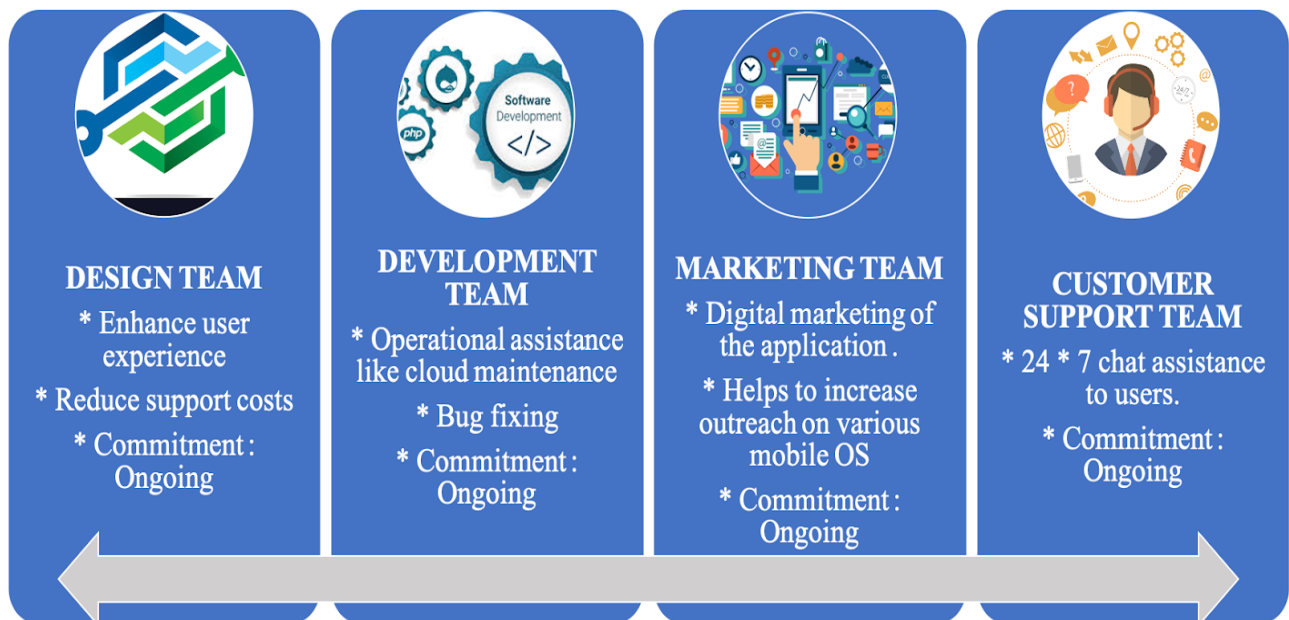 php
Software
Development
</>
?
24/7
@
@
DESIGN TEAM
* Enhance user
experience
* Reduce support costs
* Commitment :
Ongoing
DEVELOPMENT
TEAM
* Operational assistance
like cloud maintenance
* Bug fixing
* Commitment :
Ongoing
MARKETING TEAM
* Digital marketing of
the application .
* Helps to increase
outreach on various
mobile OS
* Commitment :
Ongoing
CUSTOMER
SUPPORT TEAM
* 24 * 7 chat assistance
to users.
* Commitment :
Ongoing